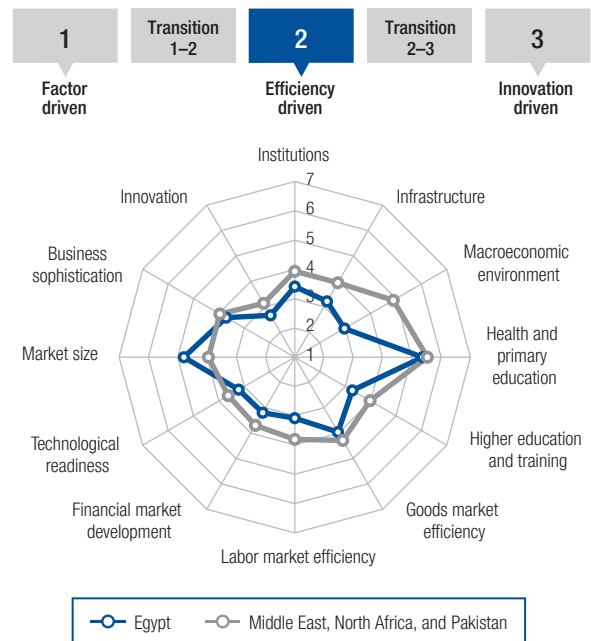 1
Transition
1–2
2
Transition
2–3
3
Factor
driven
Efficiency
driven
Innovation
driven
Institutions
7
6
5
4
3
2
1
Innovation
Infrastructure
Business
sophistication
Macroeconomic
environment
Market size
Health and
primary
education
Technological
readiness
Higher education
and training
Financial market
development
Goods market
efficiency
Labor market efficiency
Egypt
Middle East, North Africa, and Pakistan